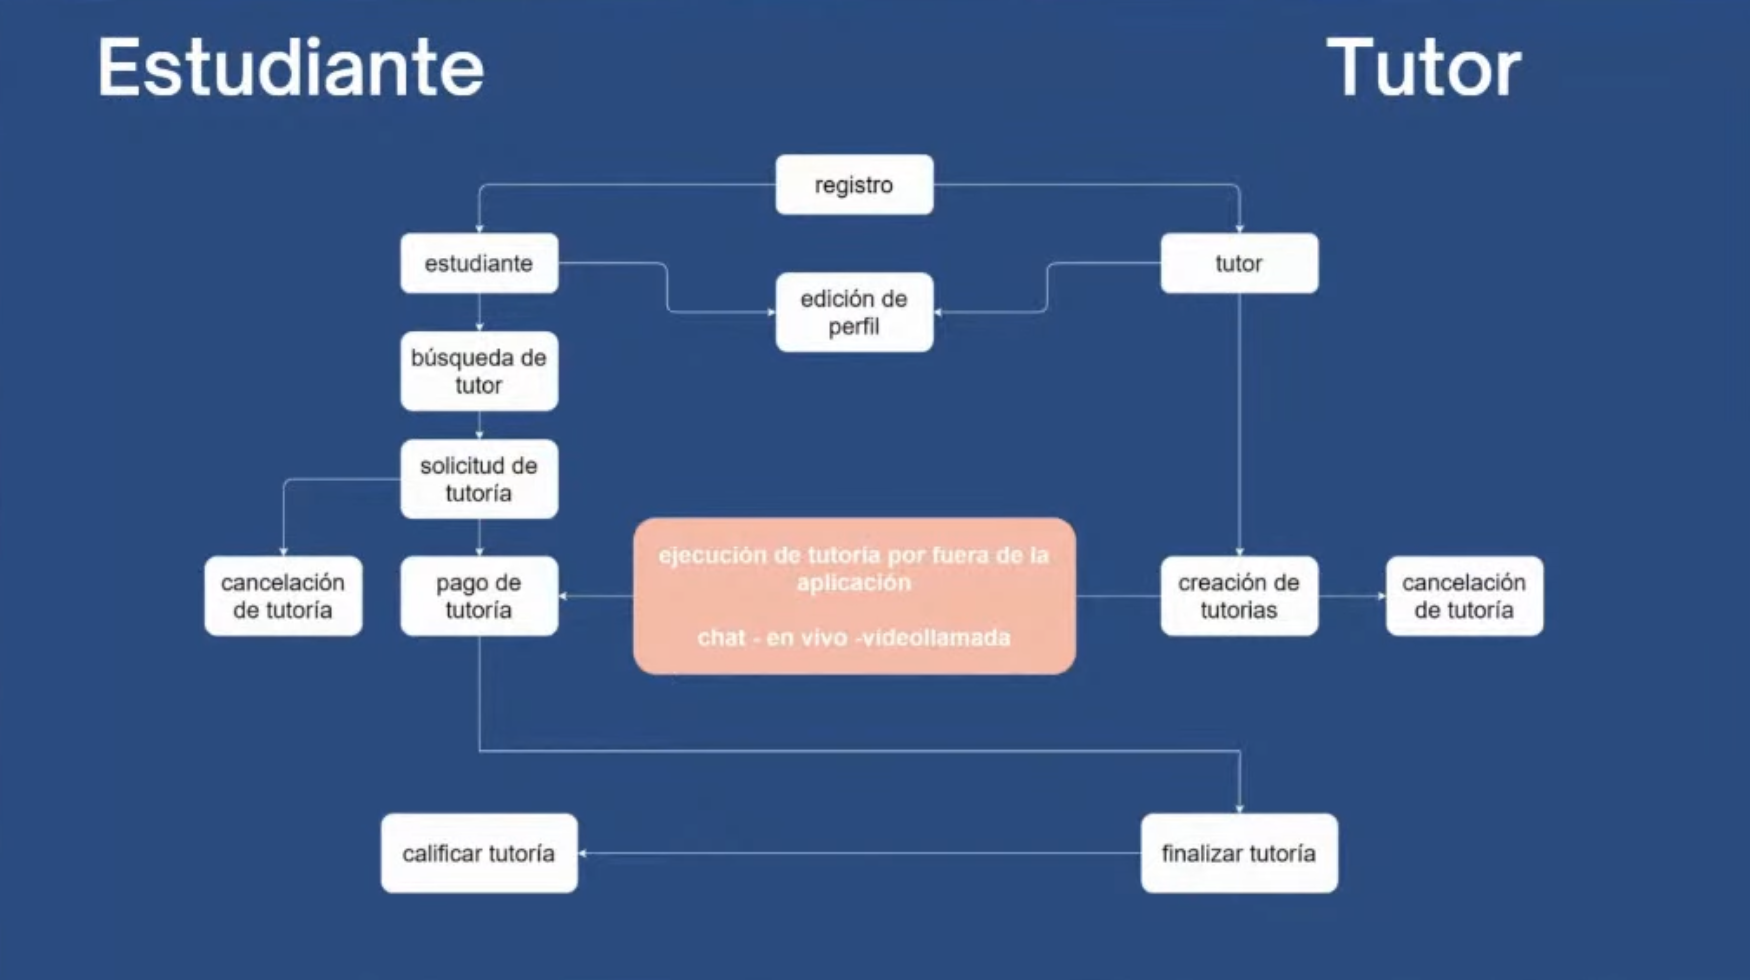 Estudiante
Tutor
registro
estudiante
tutor
edición de
perfil
búsqueda de
tutor
solicitud de
tutoría
ejecución de tutoria por fuera de la
aplicación
chat - en vivo -videollamada
cancelación
de tutoría
pago de
tutoría
creación de
tutorias
cancelación
de tutoría
calificar tutoría
finalizar tutoría